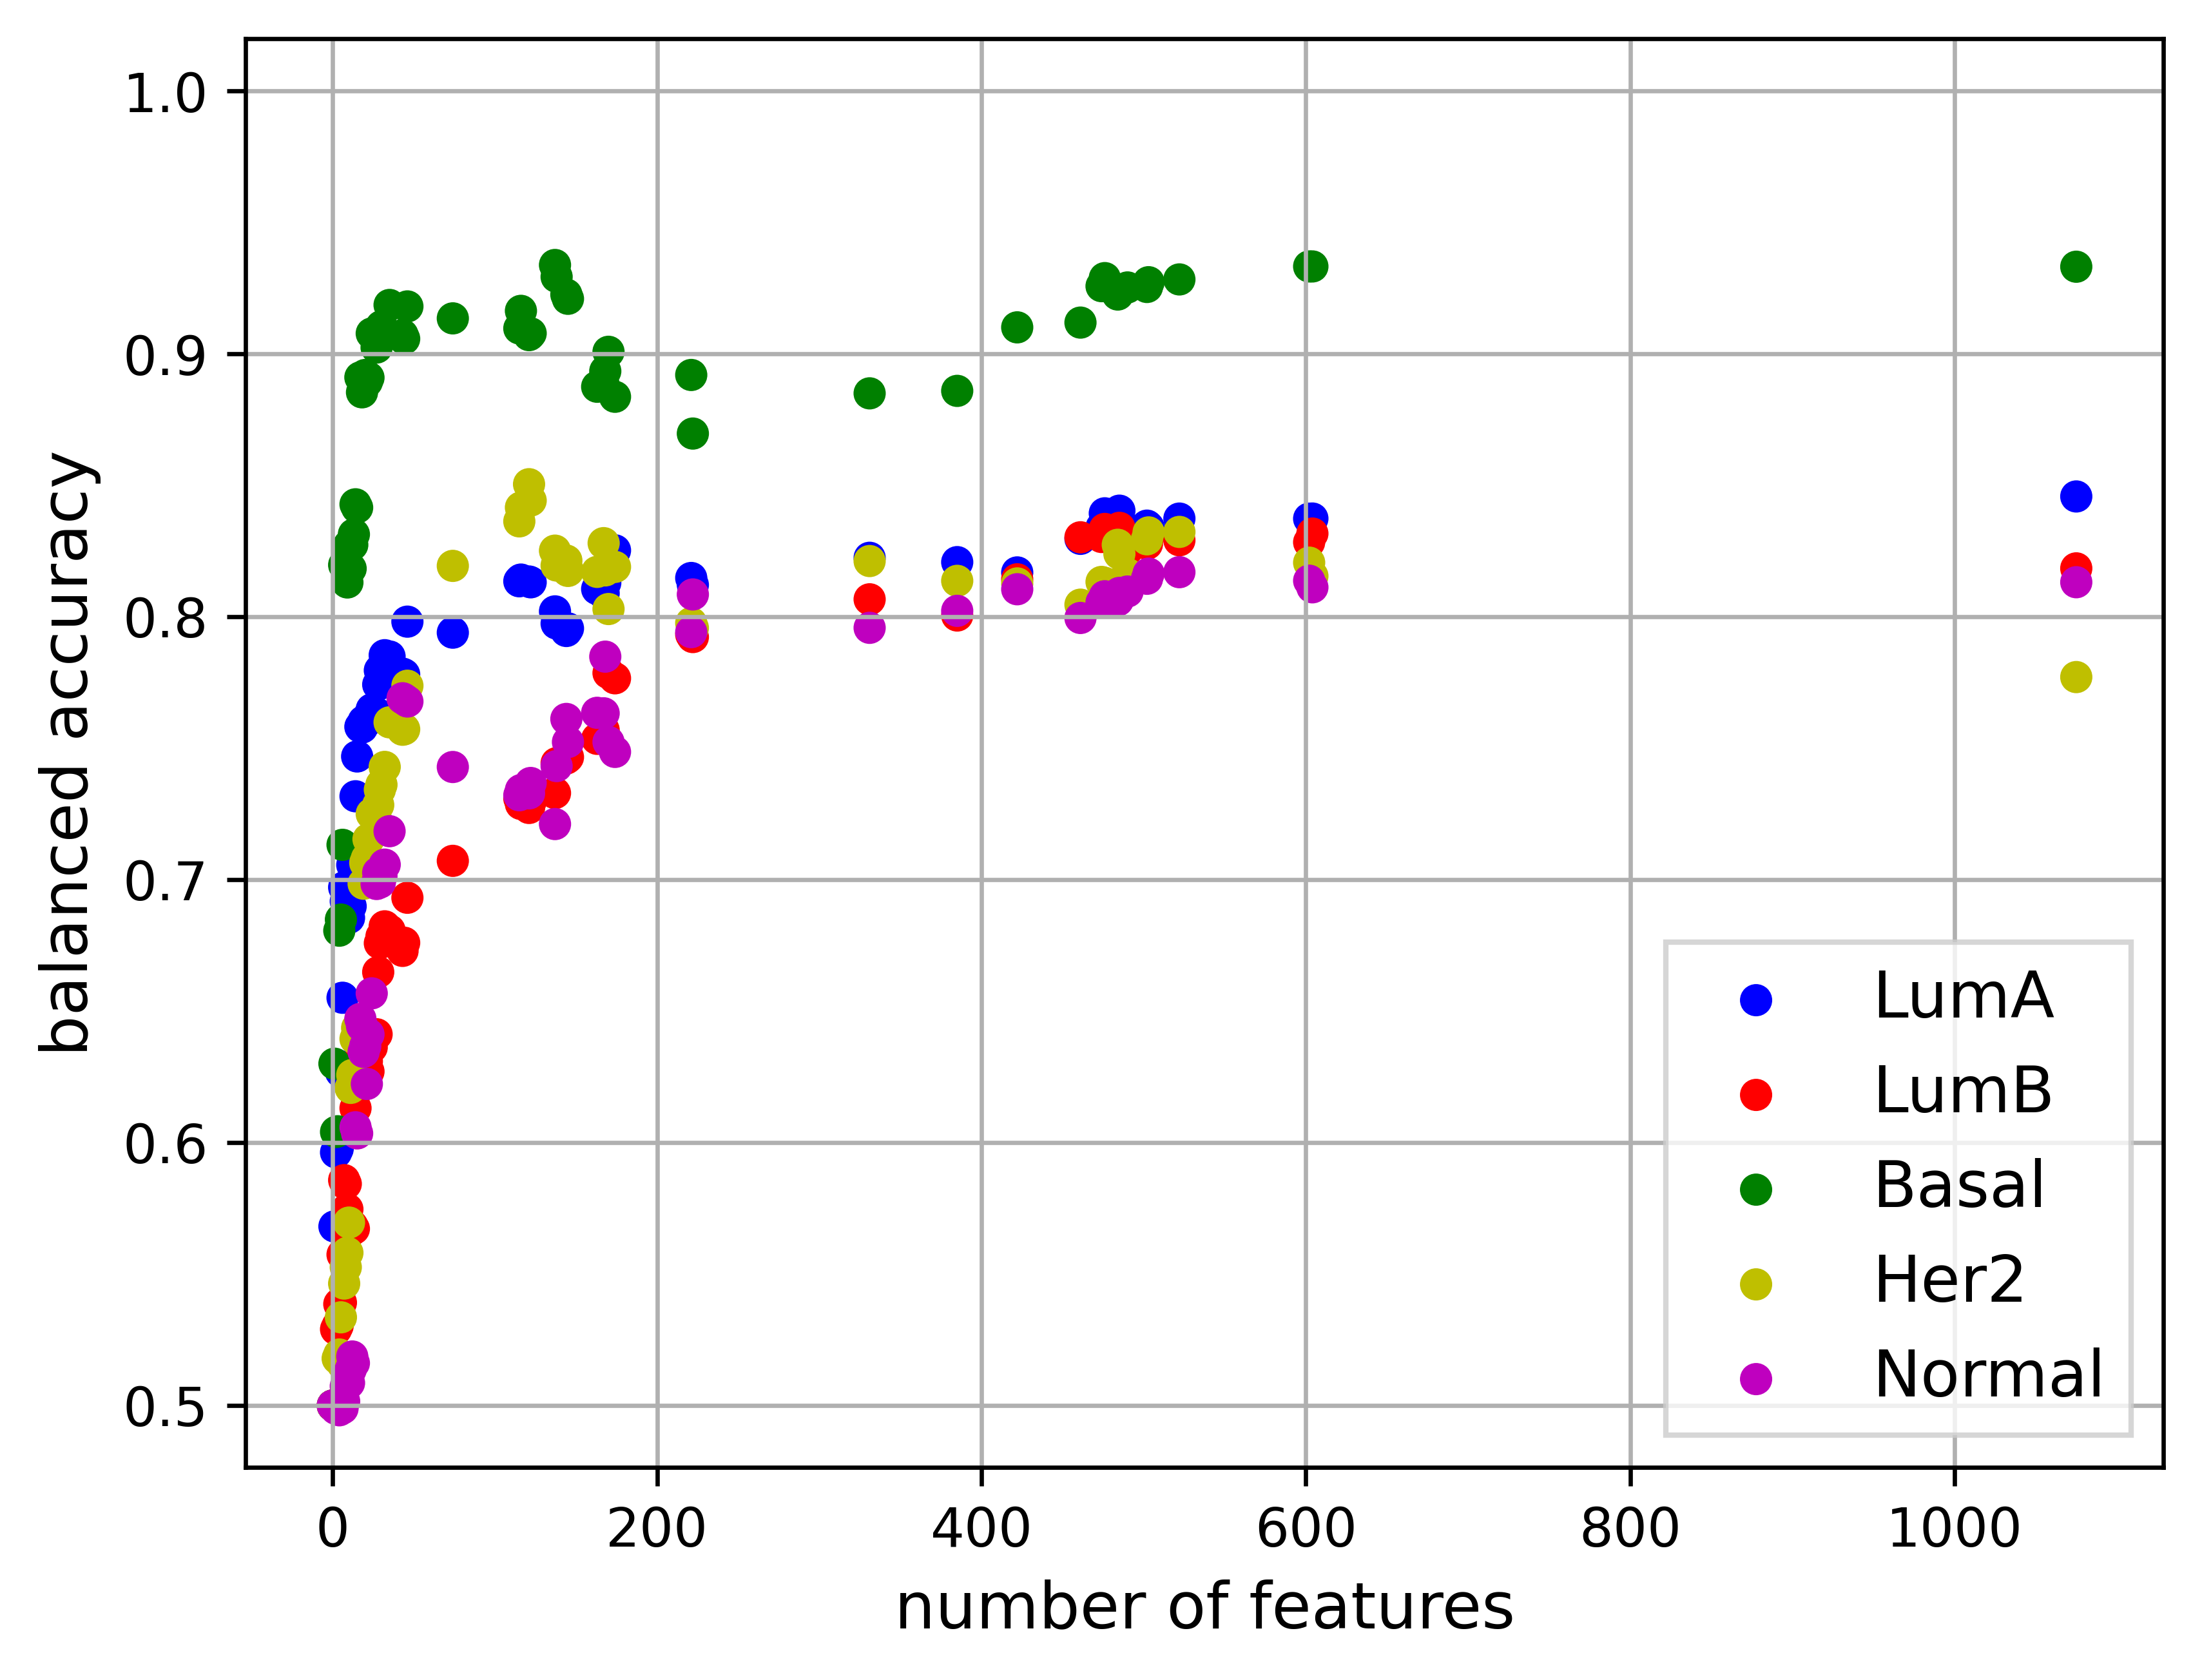 1.0
0.9
0.8
0.7
0.6
0.5
balanced accuracy
0 200 400 600 800 1000
number of features
LumA
LumB
Basal
Her2
Normal